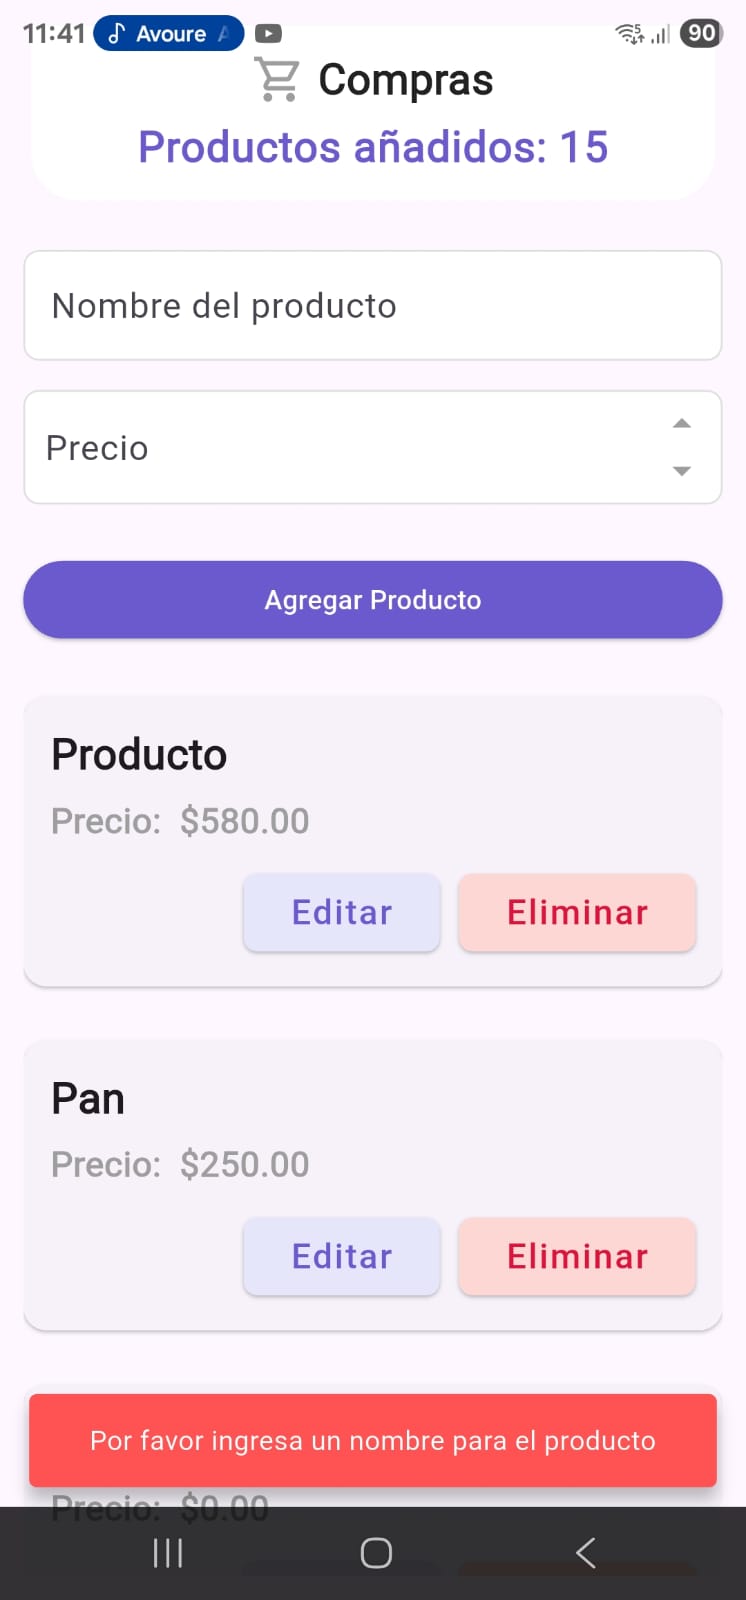 11:41 Avoure A 90
Compras
Productos añadidos: 15
Nombre del producto
Precio
Agregar Producto
Producto
Precio: $580.00
Editar Eliminar
Pan
Precio: $250.00
Editar Eliminar
Por favor ingresa un nombre para el producto
Precio: $0.00